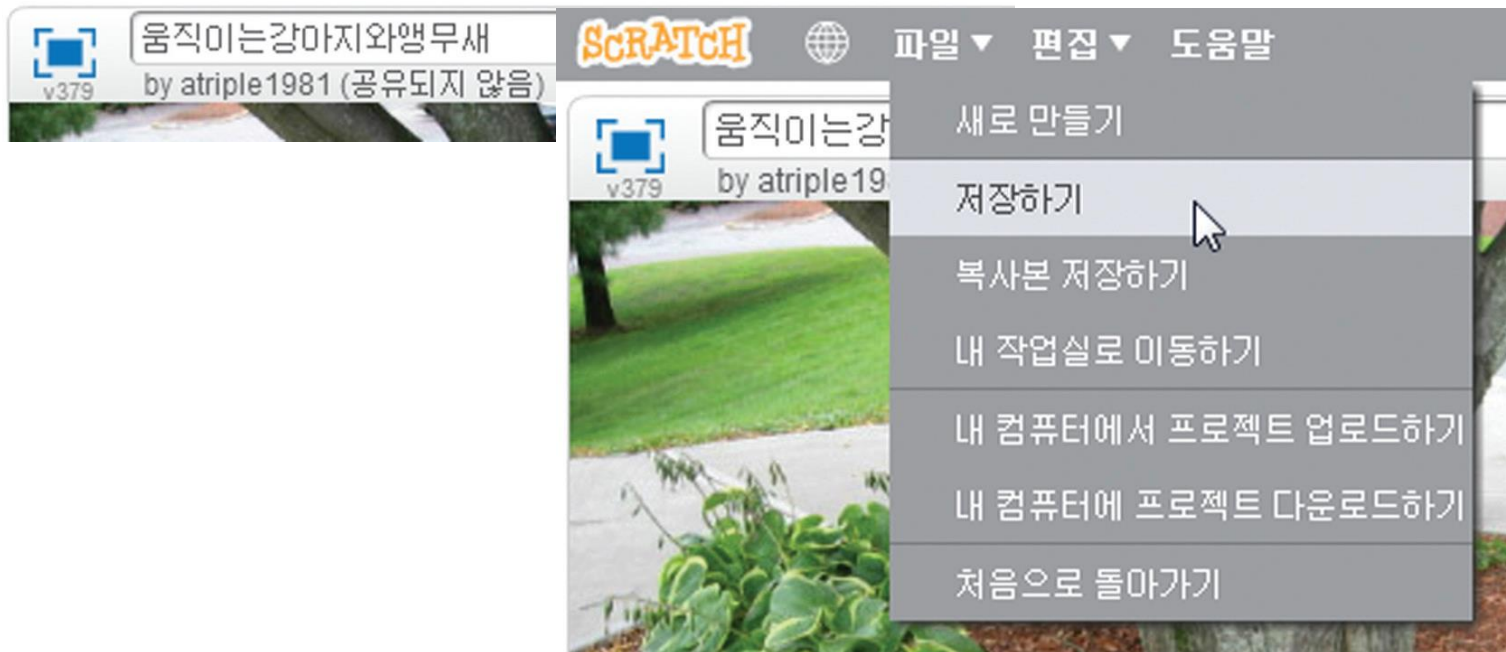 움직이는강아지와앵무새
v379
by atriple1981 (공유되지 않음)
SCRATCH 파일 편집 도움말
움직이는강
v379
by atriple19
새로 만들기
저장하기
복사본 저장하기
내 작업실로 이동하기
내 컴퓨터에서 프로젝트 업로드하기
내 컴퓨터에 프로젝트 다운로드하기
처음으로 돌아가기